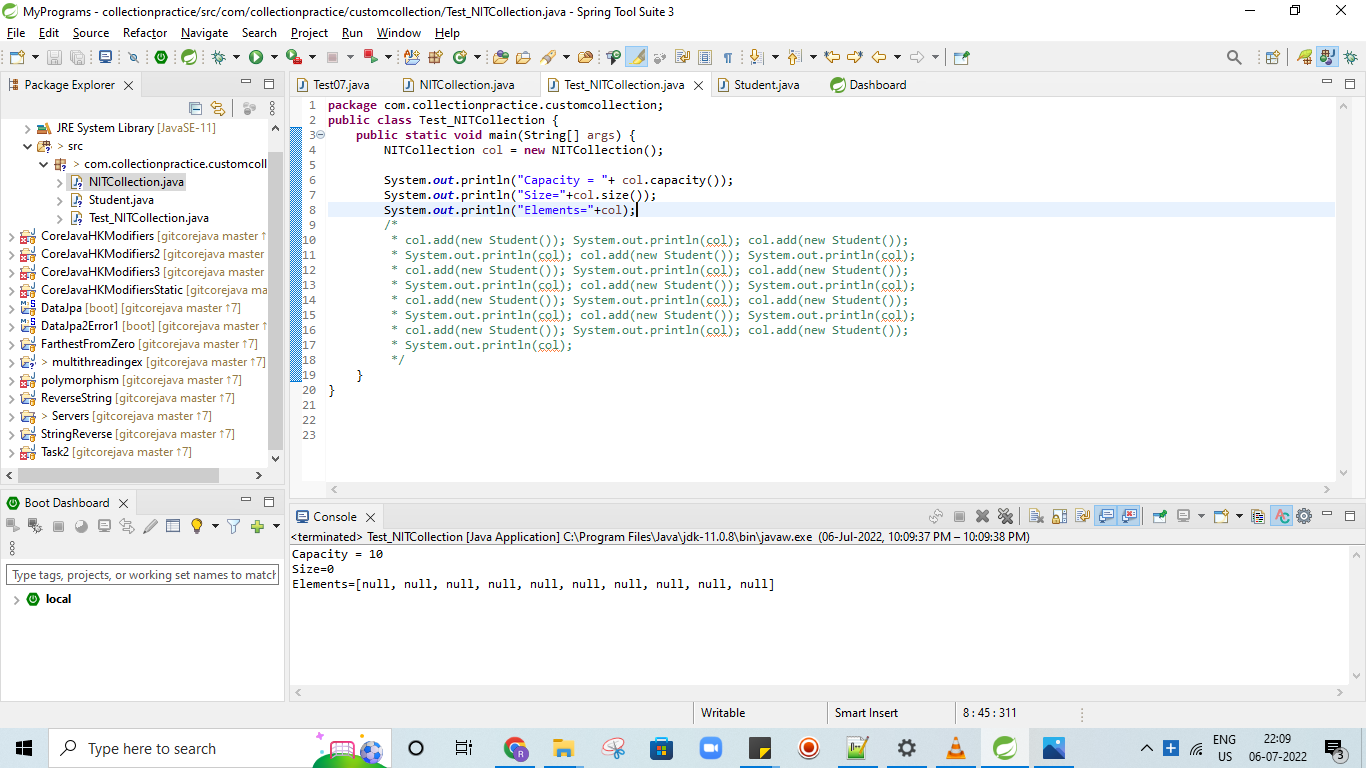 MyPrograms - collectionpractice/src/com/collectionpractice/customcollection/Test_NITCollection.java - Spring Tool Suite 3
File Edit Source Refactor Navigate Search Project Run Window Help
Package Explorer
JRE System Library [JavaSE-11]
> src
> com.collectionpractice.customcoll
NITCollection.java
Student.java
Test_NITCollection.java
CoreJavaHKModifiers [gitcorejava master ↑
CoreJavaHKModifiers2 [gitcorejava master
CoreJavaHKModifiers3 [gitcorejava master
CoreJavaHKModifiersStatic [gitcorejava ma
DataJpa [boot] [gitcorejava master ↑7]
DataJpa2Error1 [boot] [gitcorejava master ↑
FarthestFromZero [gitcorejava master ↑7]
> multithreadingex [gitcorejava master ↑7]
polymorphism [gitcorejava master ↑7]
ReverseString [gitcorejava master ↑7]
> Servers [gitcorejava master ↑7]
StringReverse [gitcorejava master ↑7]
Task2 [gitcorejava master ↑7]
Boot Dashboard
Type tags, projects, or working set names to match
local
Test07.java NITCollection.java Test_NITCollection.java Student.java Dashboard
1 package com.collectionpractice.customcollection;
2 public class Test_NITCollection {
3 public static void main(String[] args) {
4 NITCollection col = new NITCollection();
5
6 System.out.println("Capacity = "+ col.capacity());
7 System.out.println("Size="+col.size());
8 System.out.println("Elements="+col);
9 /*
10 * col.add(new Student()); System.out.println(col); col.add(new Student());
11 * System.out.println(col); col.add(new Student()); System.out.println(col);
12 * col.add(new Student()); System.out.println(col); col.add(new Student());
13 * System.out.println(col); col.add(new Student()); System.out.println(col);
14 * col.add(new Student()); System.out.println(col); col.add(new Student());
15 * System.out.println(col); col.add(new Student()); System.out.println(col);
16 * col.add(new Student()); System.out.println(col); col.add(new Student());
17 * System.out.println(col);
18 */
19 }
20 }
21
22
23
Console
<terminated> Test_NITCollection [Java Application] C:\Program Files\Java\jdk-11.0.8\bin\javaw.exe (06-Jul-2022, 10:09:37 PM – 10:09:38 PM)
Capacity = 10
Size=0
Elements=[null, null, null, null, null, null, null, null, null, null]
Writable Smart Insert 8 : 45 : 311
Type here to search
ENG
US
22:09
06-07-2022
3